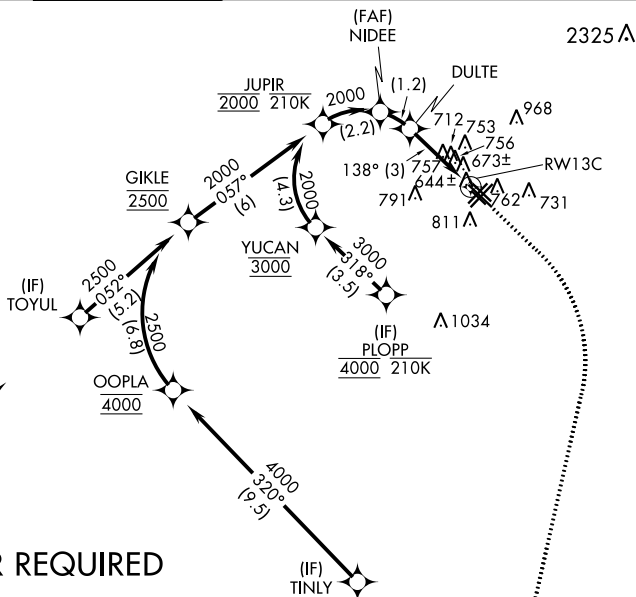 (FAF)
NIDEE
2325
JUPIR
2000 210K
2000
(2.2)
(1.2)
DULTE
968
712
753
756
757
673±
138° (3)
644±
RW13C
791
762
731
811
GIKLE
2500
2000
057°
(6)
2000
(4.3)
YUCAN
3000
3000
318°
(3.5)
(IF)
TOYUL
2500
052°
(5.2)
2500
(6.8)
(IF)
PLOPP
4000 210K
1034
OOPLA
4000
4000
320°
(9.5)
R REQUIRED
(IF)
TINLY